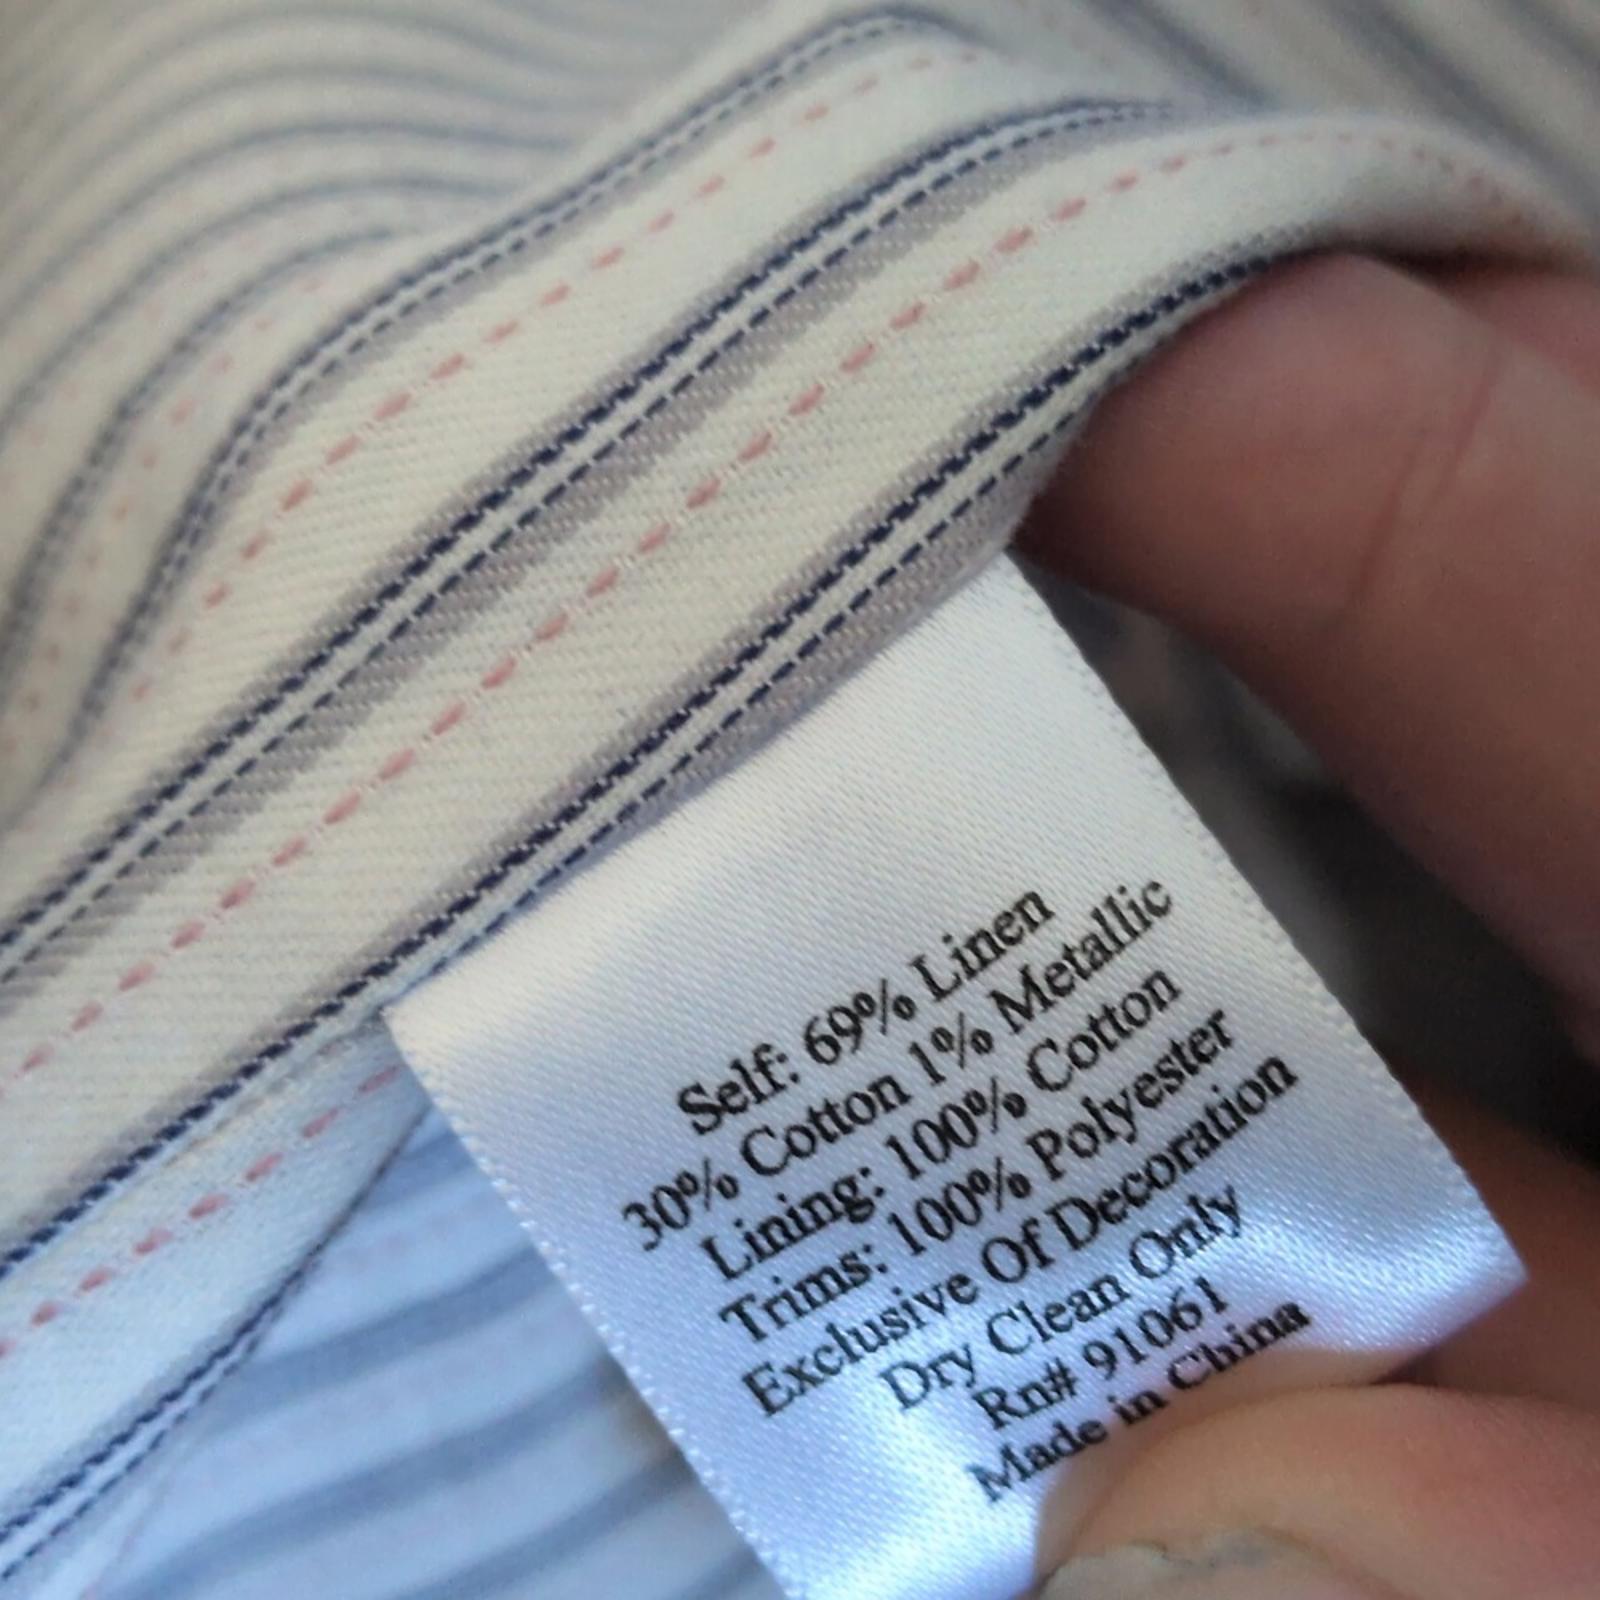 Self: 69% Linen
30% Cotton 1% Metallic
Lining: 100% Cotton
Trims: 100% Polyester
Exclusive Of Decoration
Dry Clean Only
Rn# 91061
Made in China